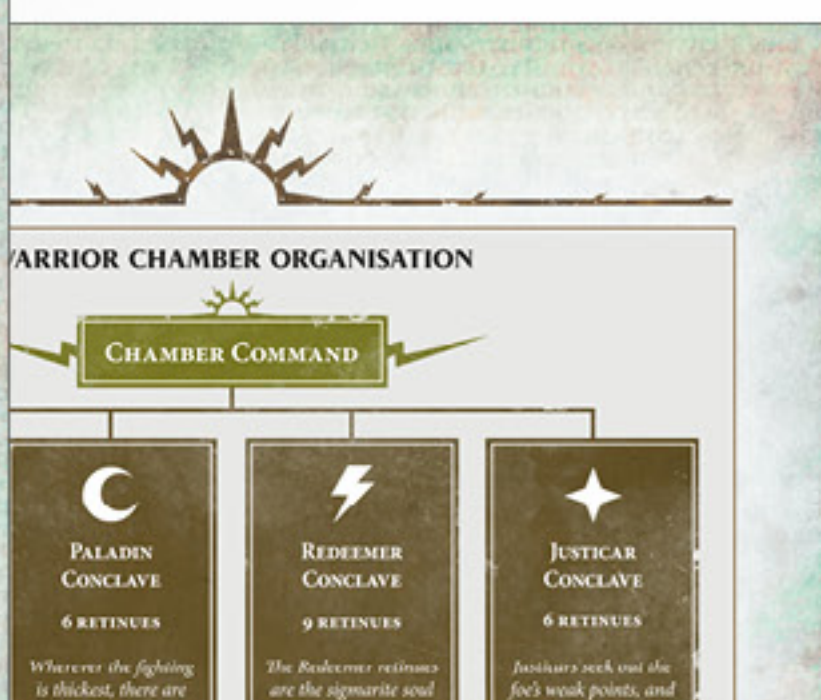 ARRIOR CHAMBER ORGANISATION
CHAMBER COMMAND
PALADIN
CONCLAVE
6 RETINUES
Wherever the fighting
is thickest, there are
REDEEMER
CONCLAVE
9 RETINUES
The Redeemer retinues
are the sigmarite soul
JUSTICAR
CONCLAVE
6 RETINUES
Justicars seek out the
foe's weak points, and